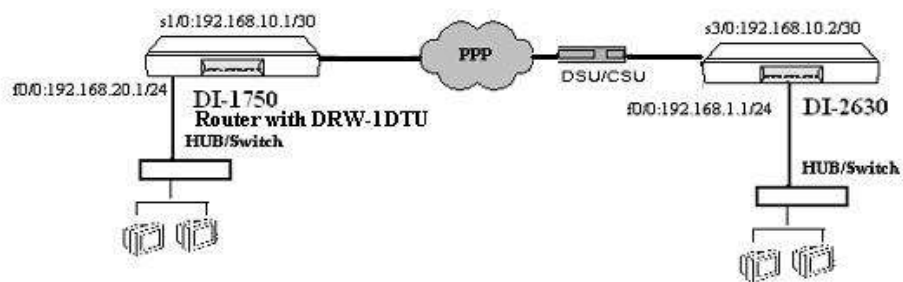 s1/0:192.168.10.1/30
s3/0:192.168.10.2/30
PPP
DSU/CSU
f0/0:192.168.20.1/24
DI-1750
Router with DRW-1DTU
HUB/Switch
f0/0:192.168.1.1/24
DI-2630
HUB/Switch